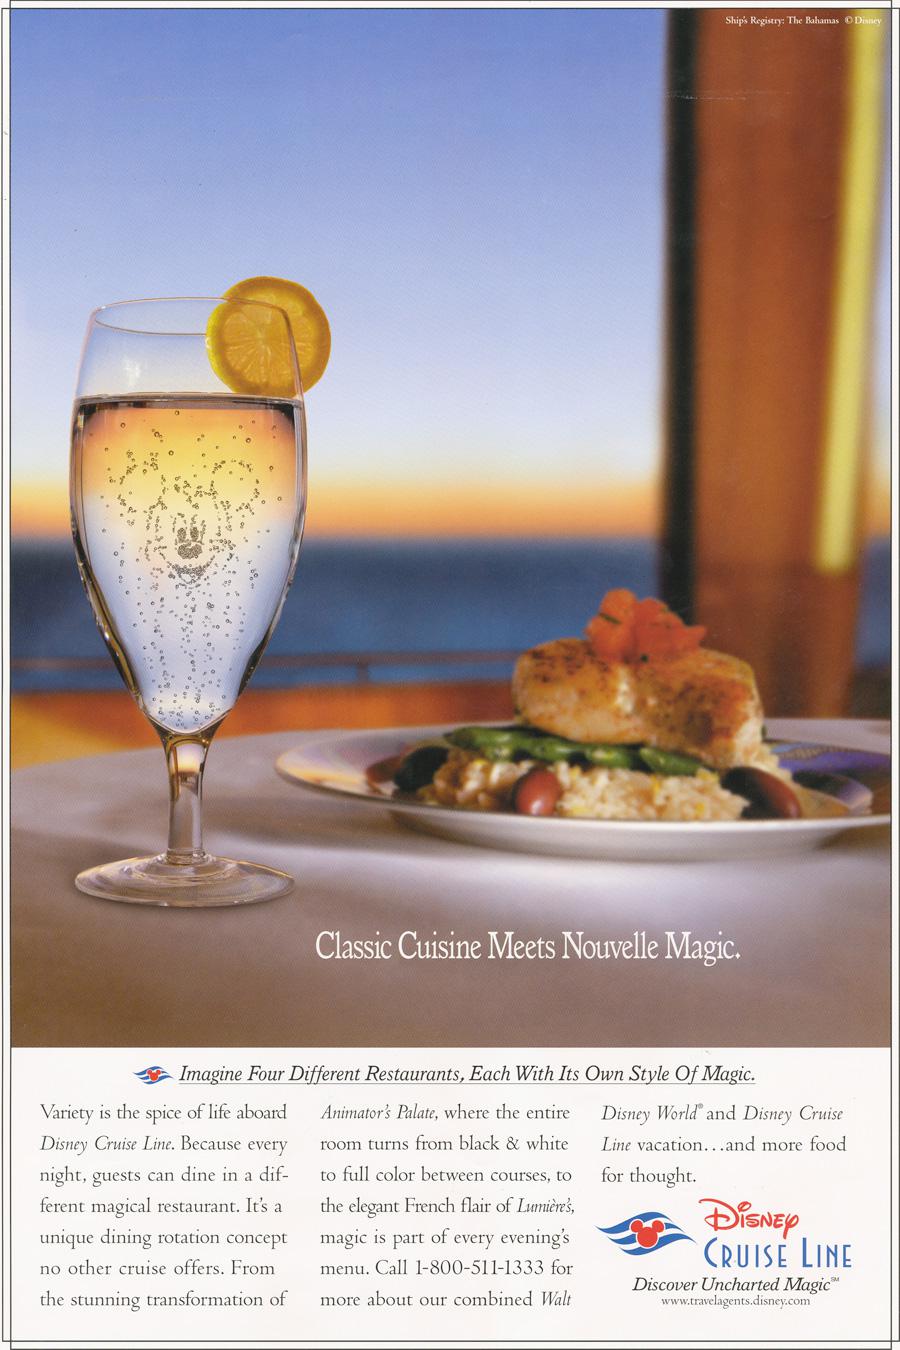 Ship's Registry: The Bahamas © Disney
Classic Cuisine Meets Nouvelle Magic.
Imagine Four Different Restaurants, Each With Its Own Style Of Magic.
Variety is the spice of life aboard
Disney Cruise Line. Because every
night, guests can dine in a dif-
ferent magical restaurant. It's a
unique dining rotation concept
no other cruise offers. From
the stunning transformation of
Animator's Palate, where the entire
room turns from black & white
to full color between courses, to
the elegant French flair of Lumière's,
magic is part of every evening's
menu. Call 1-800-511-1333 for
more about our combined Walt
Disney World® and Disney Cruise
Line vacation...and more food
for thought.
Disney
Cruise Line
Discover Uncharted Magic℠
www.travelagents.disney.com